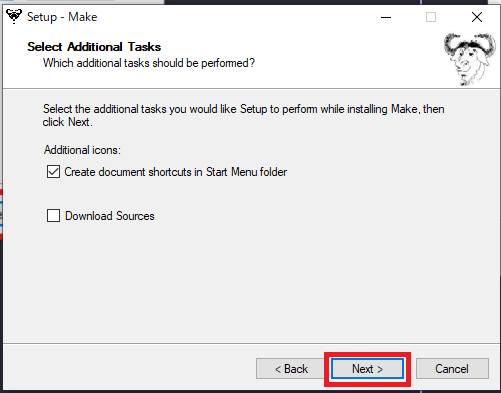 Setup - Make
Select Additional Tasks
Which additional tasks should be performed?
Select the additional tasks you would like Setup to perform while installing Make, then
click Next.
Additional icons:
Create document shortcuts in Start Menu folder
Download Sources
< Back
Next >
Cancel